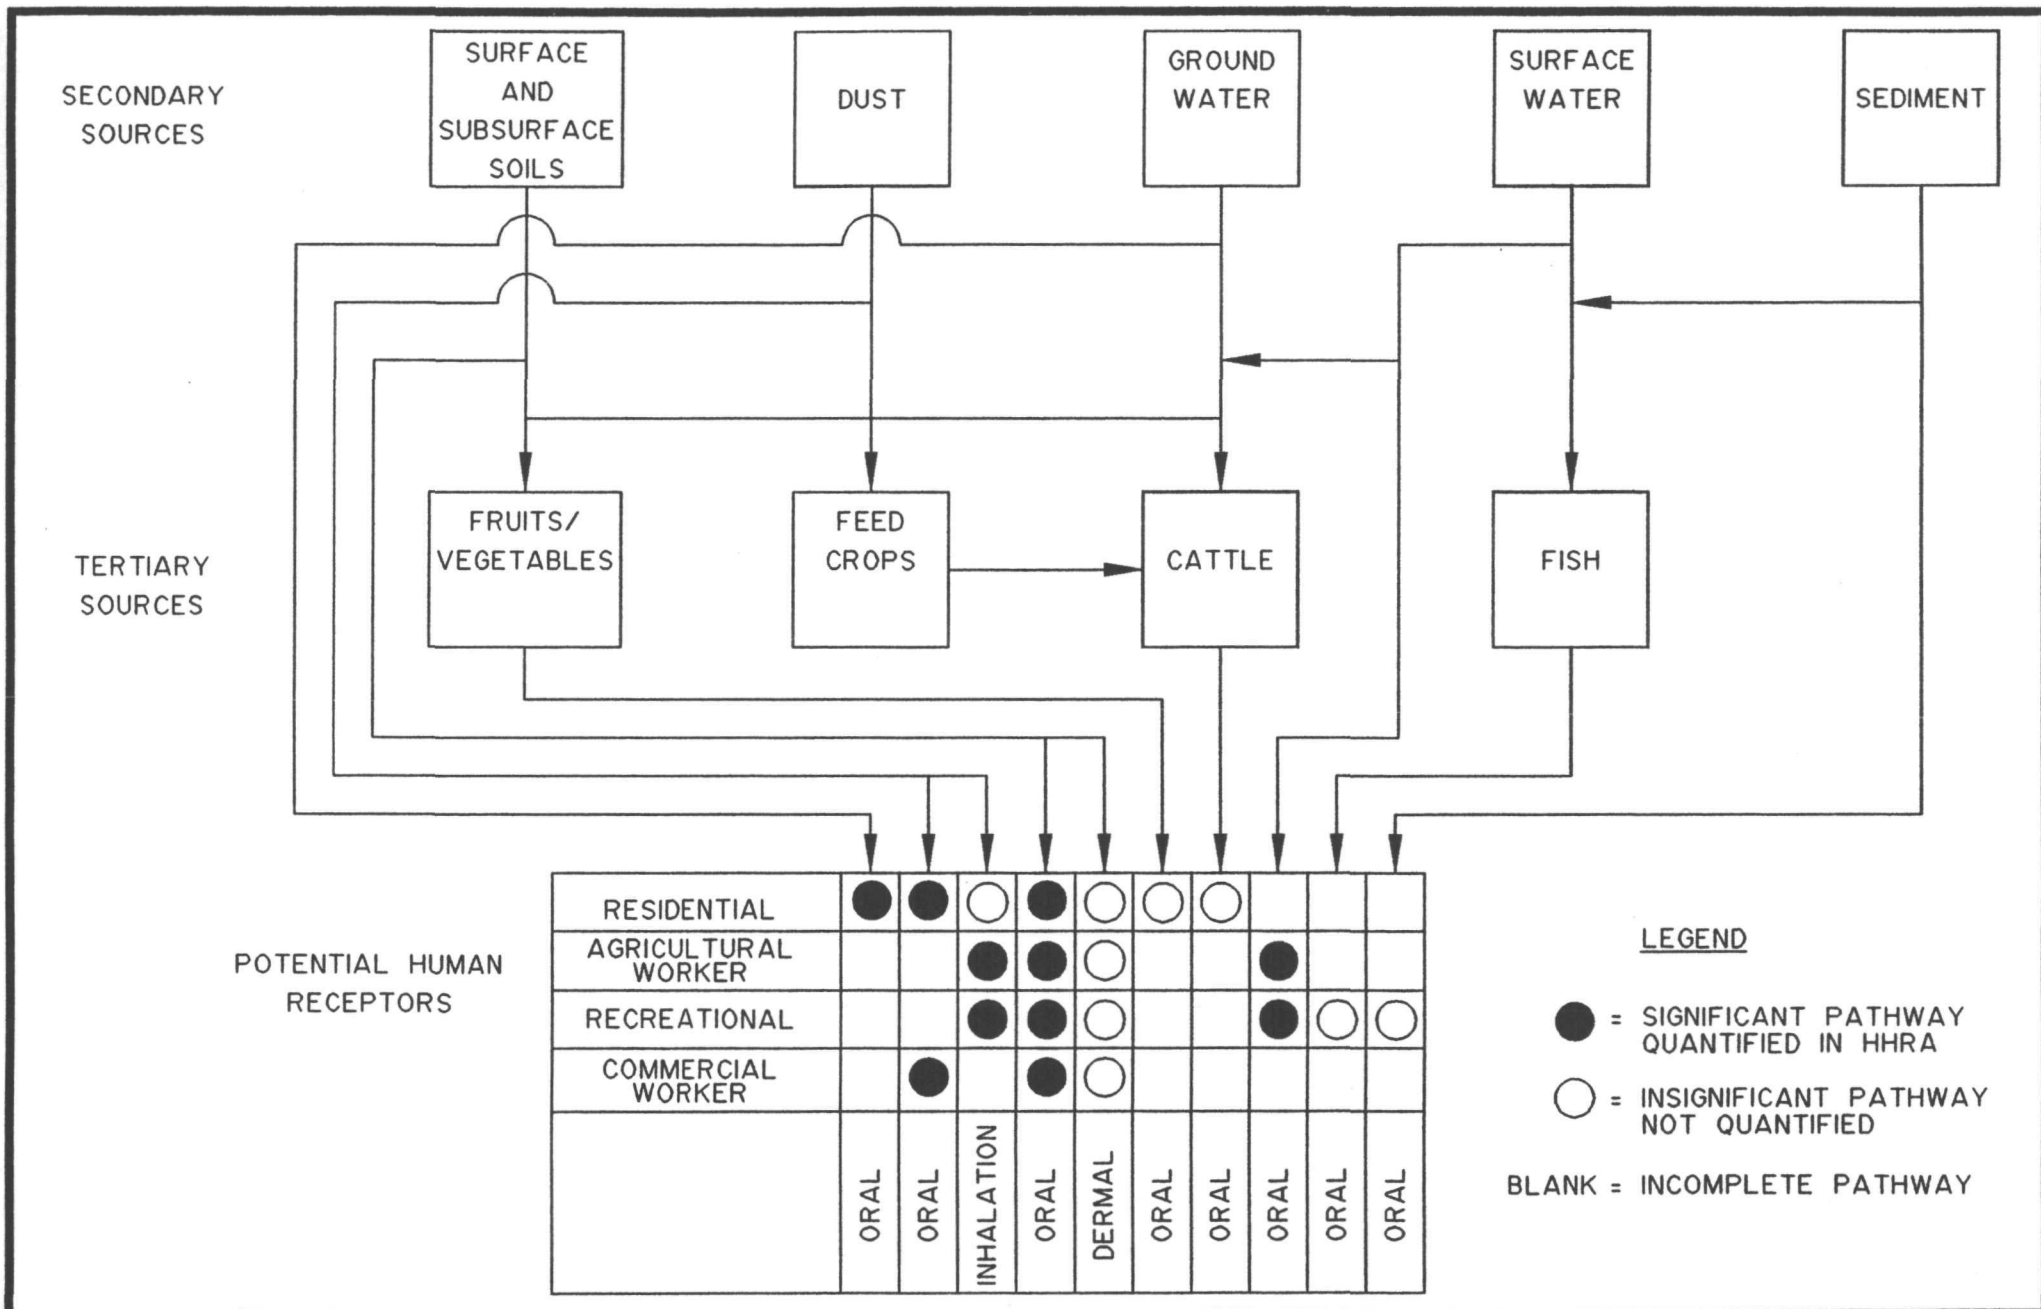 SECONDARY
SOURCES
SURFACE
AND
SUBSURFACE
SOILS
DUST
GROUND
WATER
SURFACE
WATER
SEDIMENT
TERTIARY
SOURCES
FRUITS/
VEGETABLES
FEED
CROPS
CATTLE
FISH
POTENTIAL HUMAN
RECEPTORS
RESIDENTIAL
AGRICULTURAL
WORKER
RECREATIONAL
COMMERCIAL
WORKER
ORAL
ORAL
INHALATION
ORAL
DERMAL
ORAL
ORAL
ORAL
ORAL
ORAL
LEGEND
= SIGNIFICANT PATHWAY
QUANTIFIED IN HHRA
= INSIGNIFICANT PATHWAY
NOT QUANTIFIED
BLANK = INCOMPLETE PATHWAY